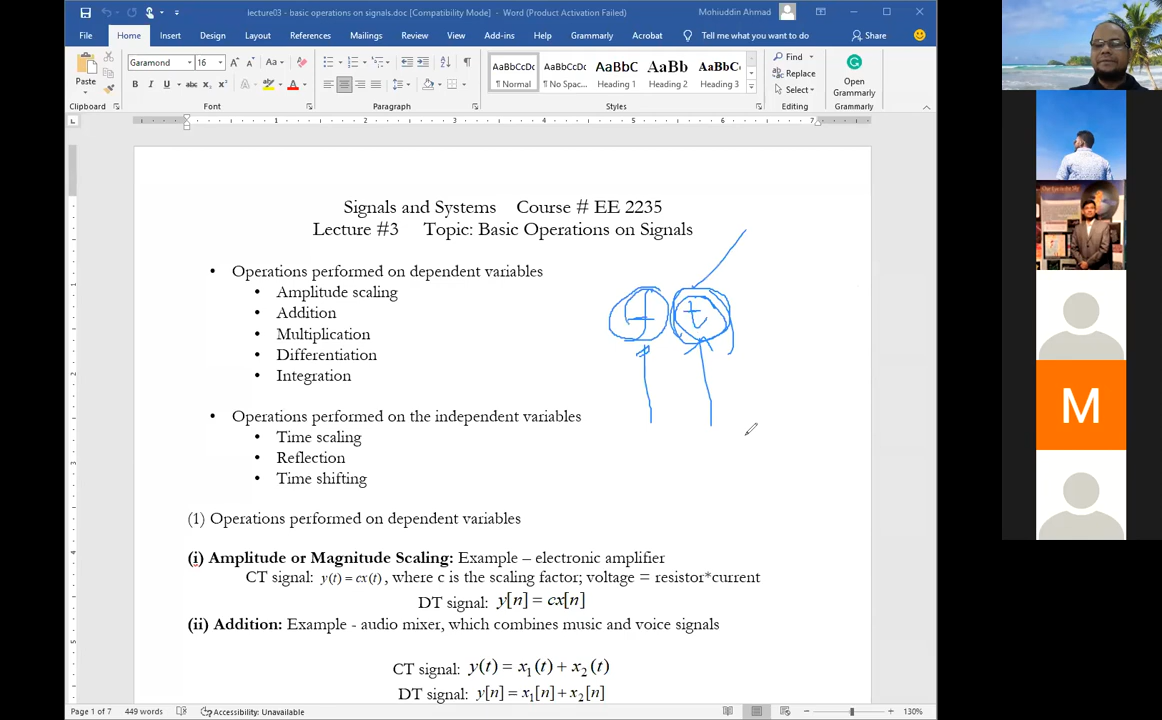 lecture03 - basic operations on signals.doc [Compatibility Mode] - Word (Product Activation Failed)
Mohiuddin Ahmad
File Home Insert Design Layout References Mailings Review View Add-ins Help Grammarly Acrobat Tell me what you want to do Share
Paste
Clipboard
Garamond 16
Font
Paragraph
AaBbCcDc AaBbCcDc AaBbC AaBb AaBbC
¶ Normal ¶ No Spac... Heading 1 Heading 2 Heading 3
Styles
Find
Replace
Select
Editing
Open
Grammarly
Grammarly
1 2 3 4 5 6 7
Signals and Systems Course # EE 2235
Lecture #3 Topic: Basic Operations on Signals
• Operations performed on dependent variables
• Amplitude scaling
• Addition
• Multiplication
• Differentiation
• Integration
f t
• Operations performed on the independent variables
• Time scaling
• Reflection
• Time shifting
(1) Operations performed on dependent variables
(i) Amplitude or Magnitude Scaling: Example – electronic amplifier
CT signal: y(t) = cx(t), where c is the scaling factor; voltage = resistor*current
DT signal: y[n] = cx[n]
(ii) Addition: Example - audio mixer, which combines music and voice signals
CT signal: y(t) = x₁(t) + x₂(t)
DT signal: y[n] = x₁[n] + x₂[n]
M
Page 1 of 7 449 words Accessibility: Unavailable 130%